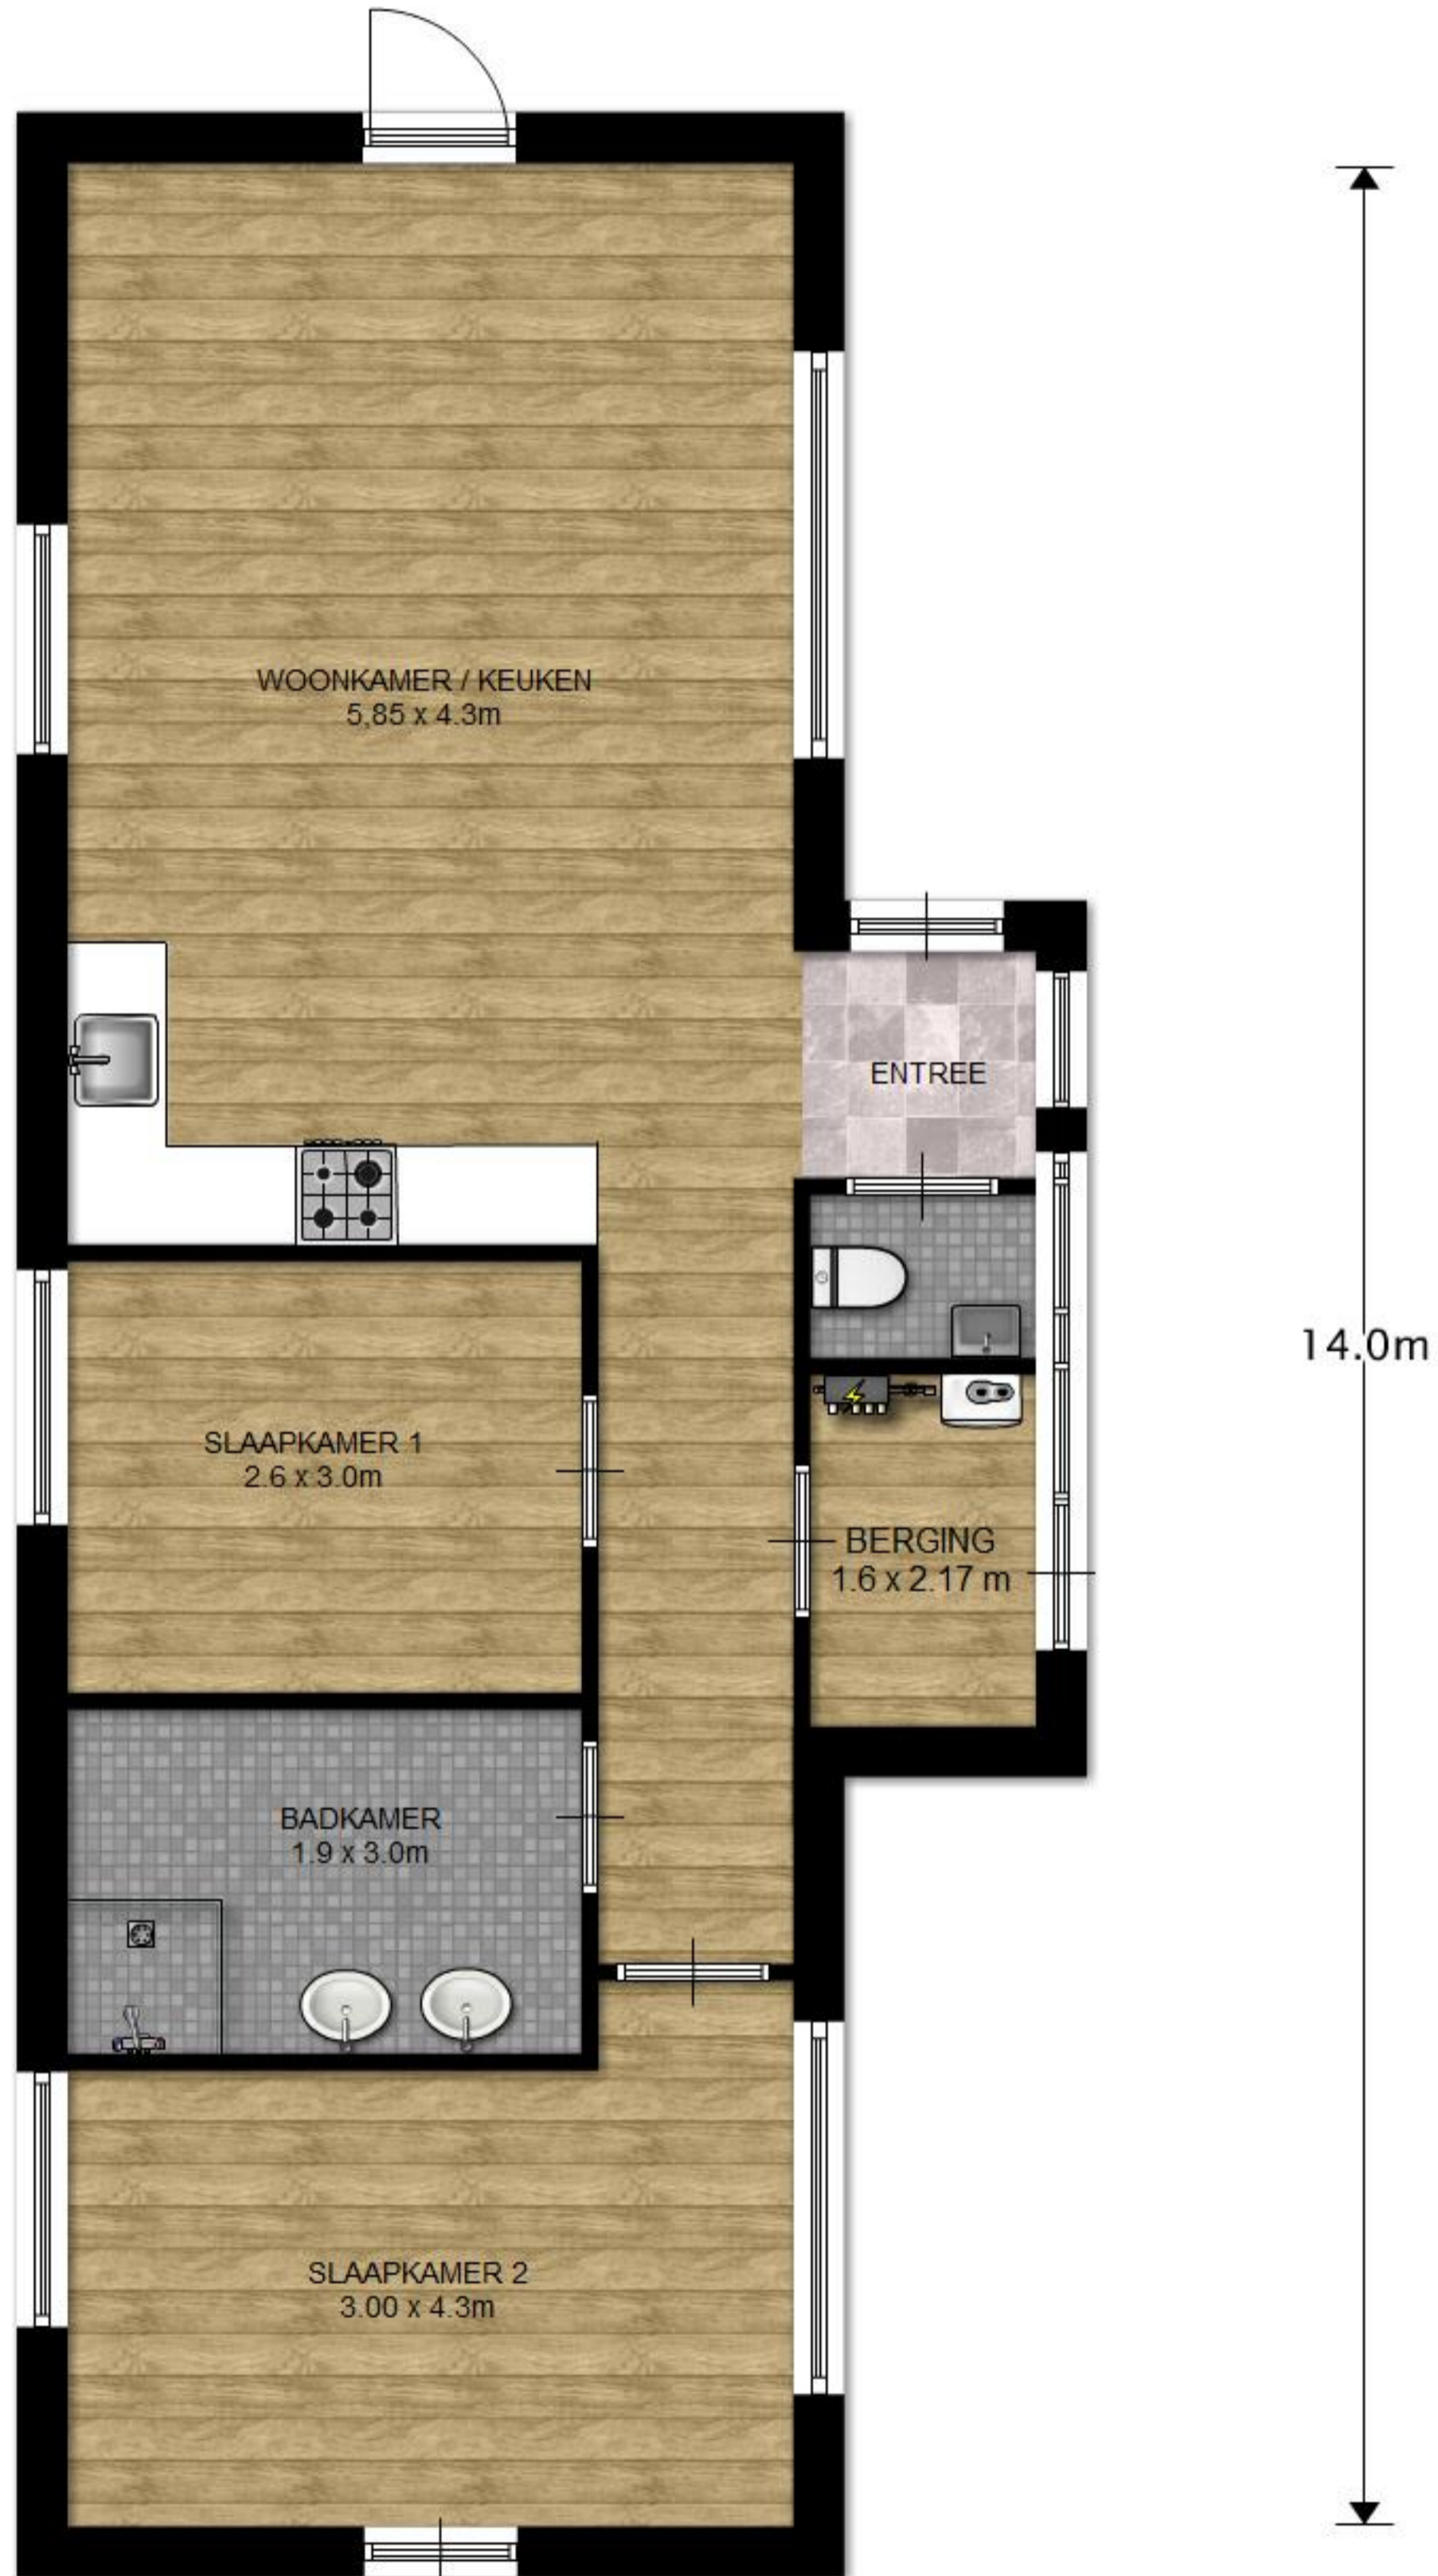 WOONKAMER / KEUKEN
5,85 x 4.3m
ENTREE
14.0m
SLAAPKAMER 1
2.6 x 3.0m
BERGING
1.6 x 2.17 m
BADKAMER
1.9 x 3.0m
SLAAPKAMER 2
3.00 x 4.3m